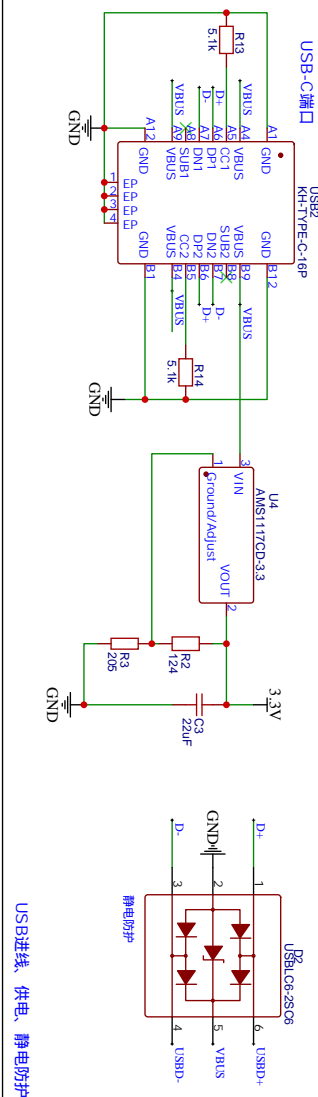 USB-C端口
USB2
KH-TYPE-C-16P
R13
5.1k
GND
A1
GND
VBUS
A4
VBUS
A5
CC1
D+
A6
DP1
D-
A7
DN1
A8
SUB1
VBUS
A9
VBUS
A12
GND
1
EP
2
EP
3
EP
4
EP
GND
B12
VBUS
B9
VBUS
SUB2
B8
DN2
B7
D-
DP2
B6
D+
CC2
B5
VBUS
B4
VBUS
GND
B1
R14
5.1k
GND
U4
AMS1117CD-3.3
3
VIN
1
Ground/Adjust
VOUT
2
R2
124
R3
205
C3
22uF
3.3V
GND
D2
USBLC6-2SC6
D+
1
6
USBD+
GND
2
5
VBUS
D-
3
4
USBD-
静电防护
USB进线、供电、静电防护